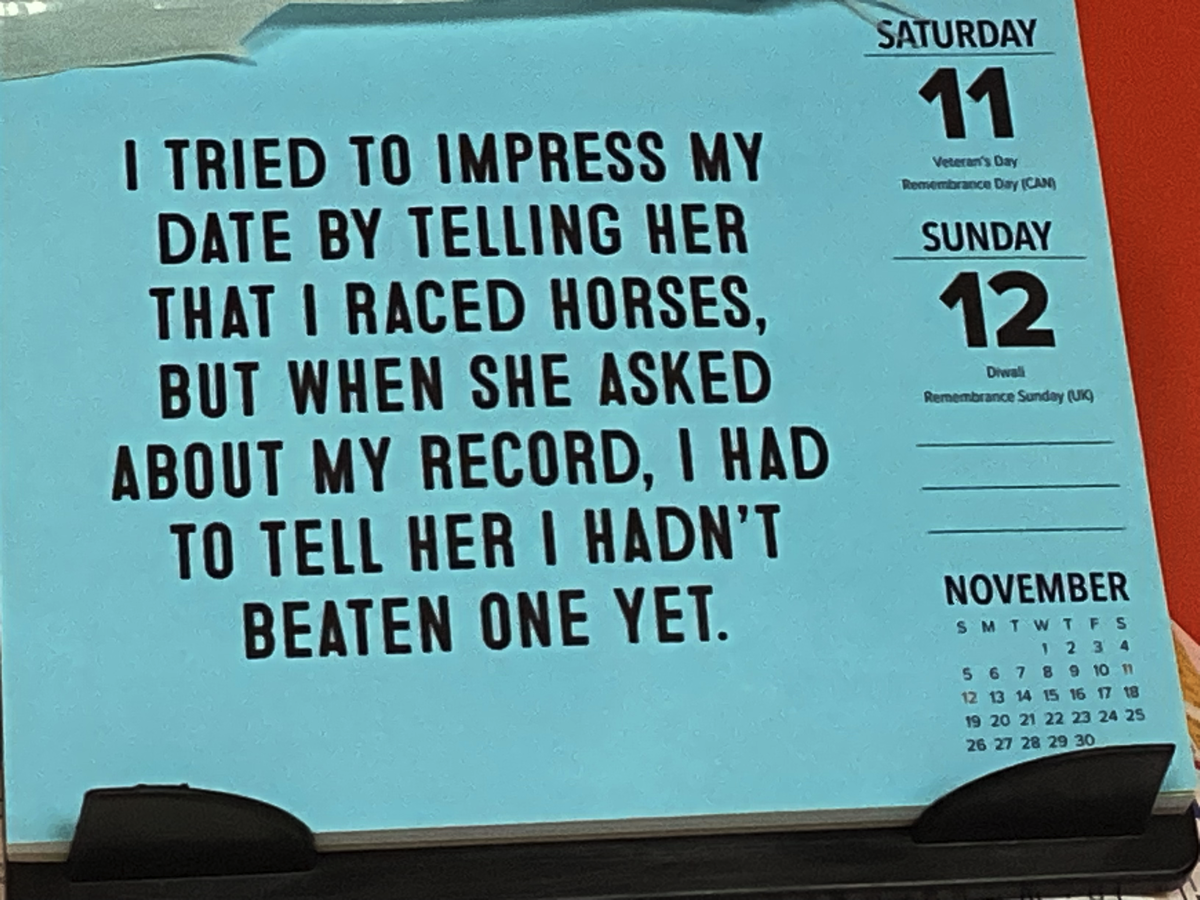 I TRIED TO IMPRESS MY
DATE BY TELLING HER
THAT I RACED HORSES,
BUT WHEN SHE ASKED
ABOUT MY RECORD, I HAD
TO TELL HER I HADN'T
BEATEN ONE YET.
SATURDAY
11
Veteran's Day
Remembrance Day (CAN)
SUNDAY
12
Diwali
Remembrance Sunday (UK)
NOVEMBER
S M T W T F S
1 2 3 4
5 6 7 8 9 10 11
12 13 14 15 16 17 18
19 20 21 22 23 24 25
26 27 28 29 30